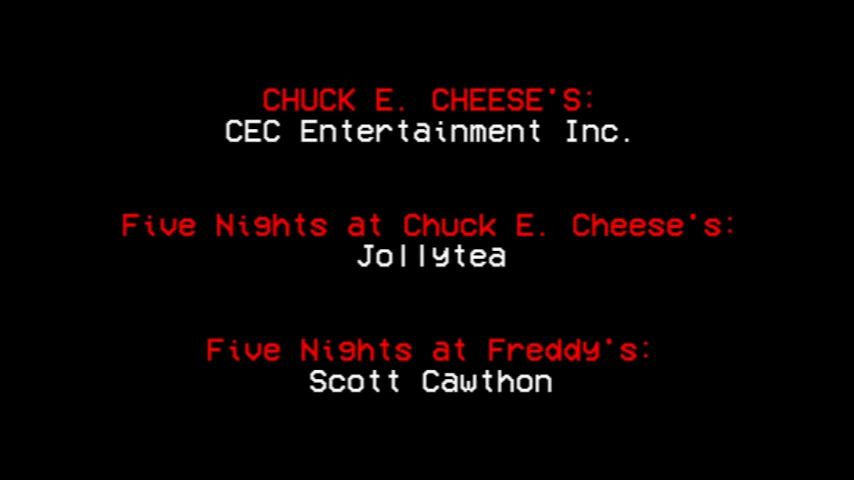 CHUCK E. CHEESE'S:
CEC Entertainment Inc.
Five Nights at Chuck E. Cheese's:
Jollytea
Five Nights at Freddy's:
Scott Cawthon